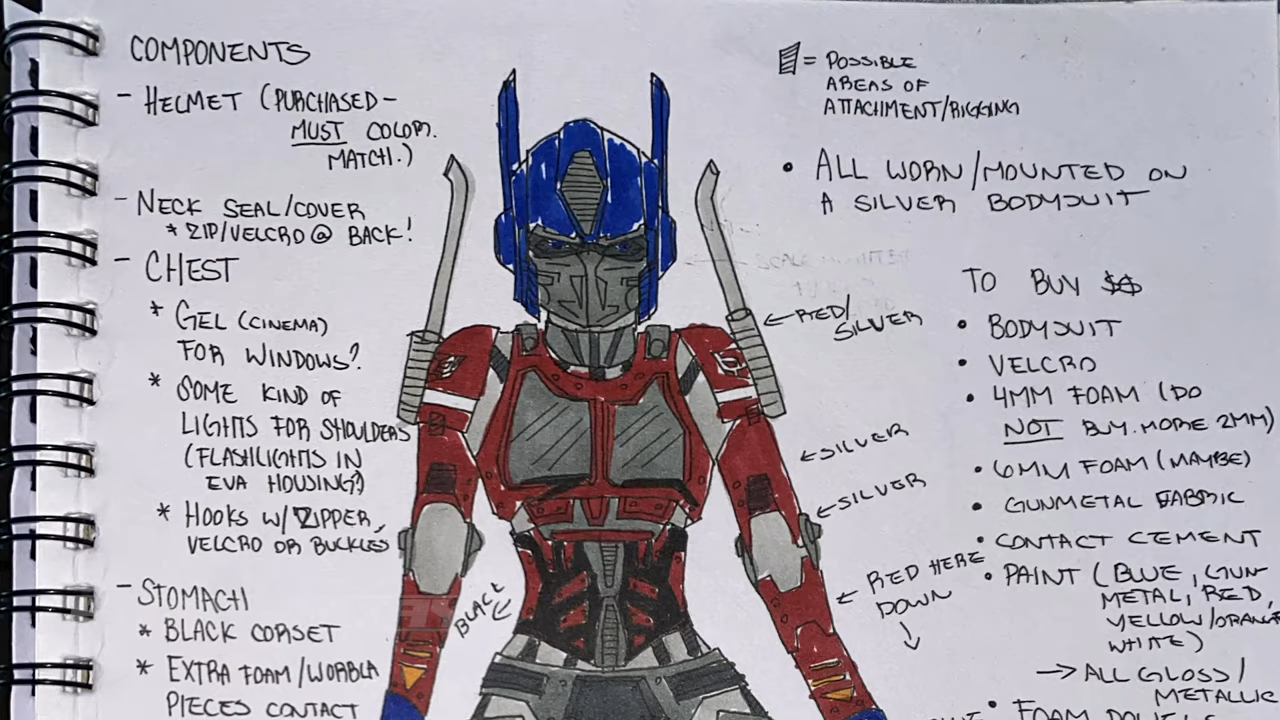 COMPONENTS
- HELMET (PURCHASED-
MUST COLOR.
MATCH.)
- NECK SEAL/COVER
* ZIP/VELCRO @ BACK!
- CHEST
* GEL (CINEMA)
FOR WINDOWS?
* SOME KIND OF
LIGHTS FOR SHOULDERS
(FLASHLIGHTS IN
EVA HOUSING?)
* HOOKS W/ ZIPPER,
VELCRO OR BUCKLES
- STOMACH
* BLACK CORSET
* EXTRA FOAM/WORBLA
PIECES CONTACT
BLACK
= POSSIBLE
AREAS OF
ATTACHMENT/RIGGING
• ALL WORN/MOUNTED ON
A SILVER BODYSUIT
RED/
SILVER
SILVER
SILVER
RED HERE
DOWN
TO BUY $$
• BODYSUIT
• VELCRO
• 4MM FOAM (DO
NOT BUY MORE 2MM)
• 6MM FOAM (MAYBE)
• GUNMETAL FABRIC
• CONTACT CEMENT
• PAINT (BLUE, GUN
METAL, RED,
YELLOW/ORANGE
WHITE)
→ ALL GLOSS/
METALLIC
• FOAM